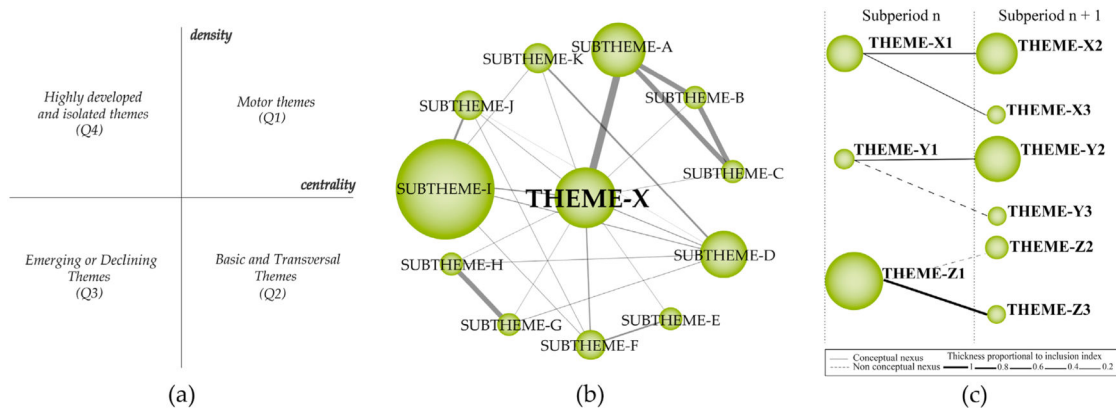 density
Highly developed
and isolated themes
(Q4)
Motor themes
(Q1)
centrality
Emerging or Declining
Themes
(Q3)
Basic and Transversal
Themes
(Q2)
(a)
SUBTHEME-A
SUBTHEME-K
SUBTHEME-B
SUBTHEME-J
SUBTHEME-C
SUBTHEME-I
THEME-X
SUBTHEME-D
SUBTHEME-H
SUBTHEME-G
SUBTHEME-E
SUBTHEME-F
(b)
Subperiod n
Subperiod n + 1
THEME-X1
THEME-X2
THEME-X3
THEME-Y1
THEME-Y2
THEME-Y3
THEME-Z2
THEME-Z1
THEME-Z3
Conceptual nexus
Non conceptual nexus
Thickness proportional to inclusion index
1 0.8 0.6 0.4 0.2
(c)